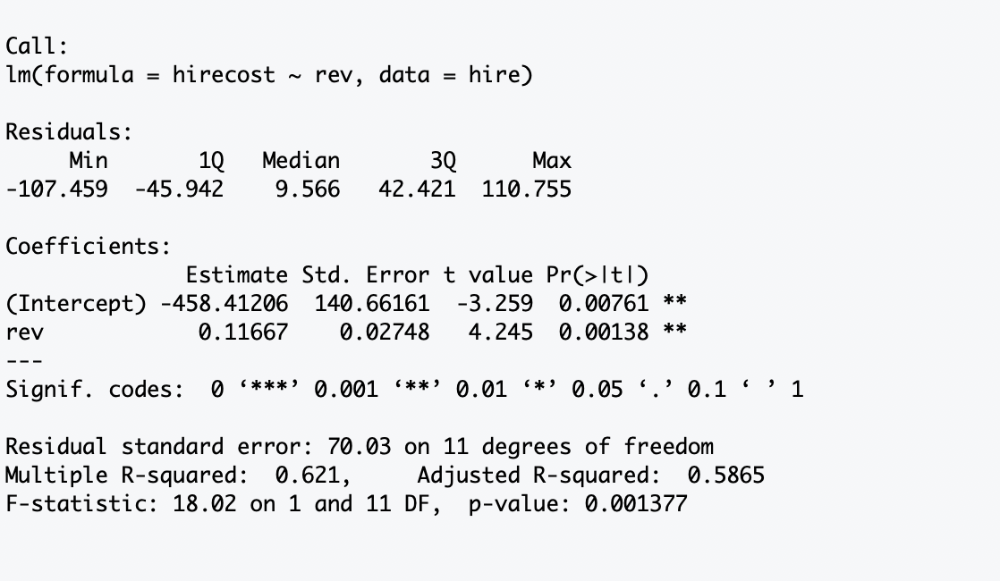 Call:
lm(formula = hirecost ~ rev, data = hire)
Residuals:
     Min       1Q   Median       3Q      Max
-107.459  -45.942    9.566   42.421  110.755
Coefficients:
              Estimate Std. Error t value Pr(>|t|)
(Intercept) -458.41206  140.66161  -3.259  0.00761 **
rev            0.11667    0.02748   4.245  0.00138 **
---
Signif. codes:  0 ‘***’ 0.001 ‘**’ 0.01 ‘*’ 0.05 ‘.’ 0.1 ‘ ’ 1
Residual standard error: 70.03 on 11 degrees of freedom
Multiple R-squared:  0.621,     Adjusted R-squared:  0.5865
F-statistic: 18.02 on 1 and 11 DF,  p-value: 0.001377